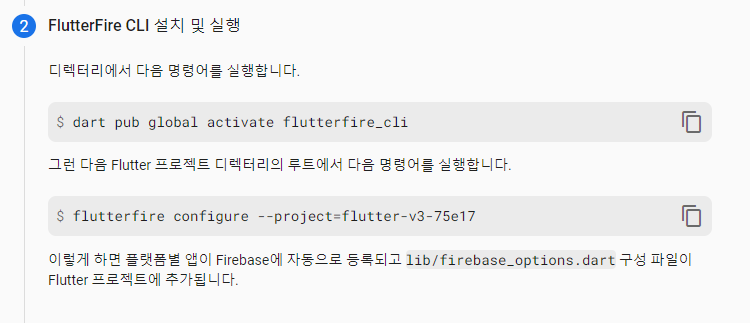 2 FlutterFire CLI 설치 및 실행
디렉터리에서 다음 명령어를 실행합니다.
$ dart pub global activate flutterfire_cli
그런 다음 Flutter 프로젝트 디렉터리의 루트에서 다음 명령어를 실행합니다.
$ flutterfire configure --project=flutter-v3-75e17
이렇게 하면 플랫폼별 앱이 Firebase에 자동으로 등록되고 lib/firebase_options.dart 구성 파일이
Flutter 프로젝트에 추가됩니다.